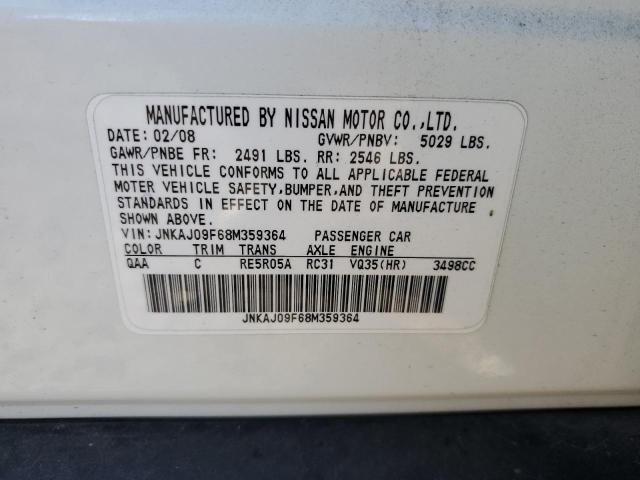 MANUFACTURED BY NISSAN MOTOR CO.,LTD.
DATE: 02/08 GVWR/PNBV: 5029 LBS.
GAWR/PNBE FR: 2491 LBS. RR: 2546 LBS.
THIS VEHICLE CONFORMS TO ALL APPLICABLE FEDERAL
MOTOR VEHICLE SAFETY,BUMPER,AND THEFT PREVENTION
STANDARDS IN EFFECT ON THE DATE OF MANUFACTURE
SHOWN ABOVE.
VIN: JNKAJ09F68M359364 PASSENGER CAR
COLOR TRIM TRANS AXLE ENGINE
QAA C RE5R05A RC31 VQ35(HR) 3498CC
JNKAJ09F68M359364